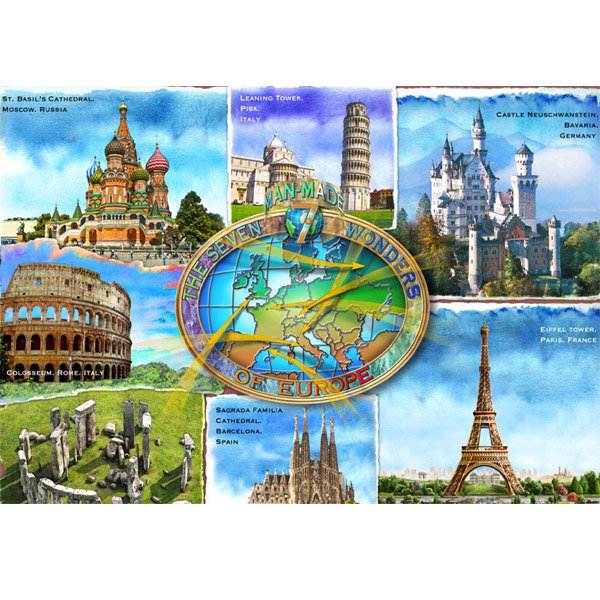 ST. BASIL'S CATHEDRAL.
MOSCOW. RUSSIA
LEANING TOWER.
PISA.
ITALY
CASTLE NEUSCHWANSTEIN.
BAVARIA.
GERMANY
MAN-MADE
7
THE SEVEN WONDERS
OF EUROPE
COLOSSEUM. ROME. ITALY
EIFFEL TOWER.
PARIS, FRANCE
SAGRADA FAMILIA
CATHEDRAL.
BARCELONA.
SPAIN